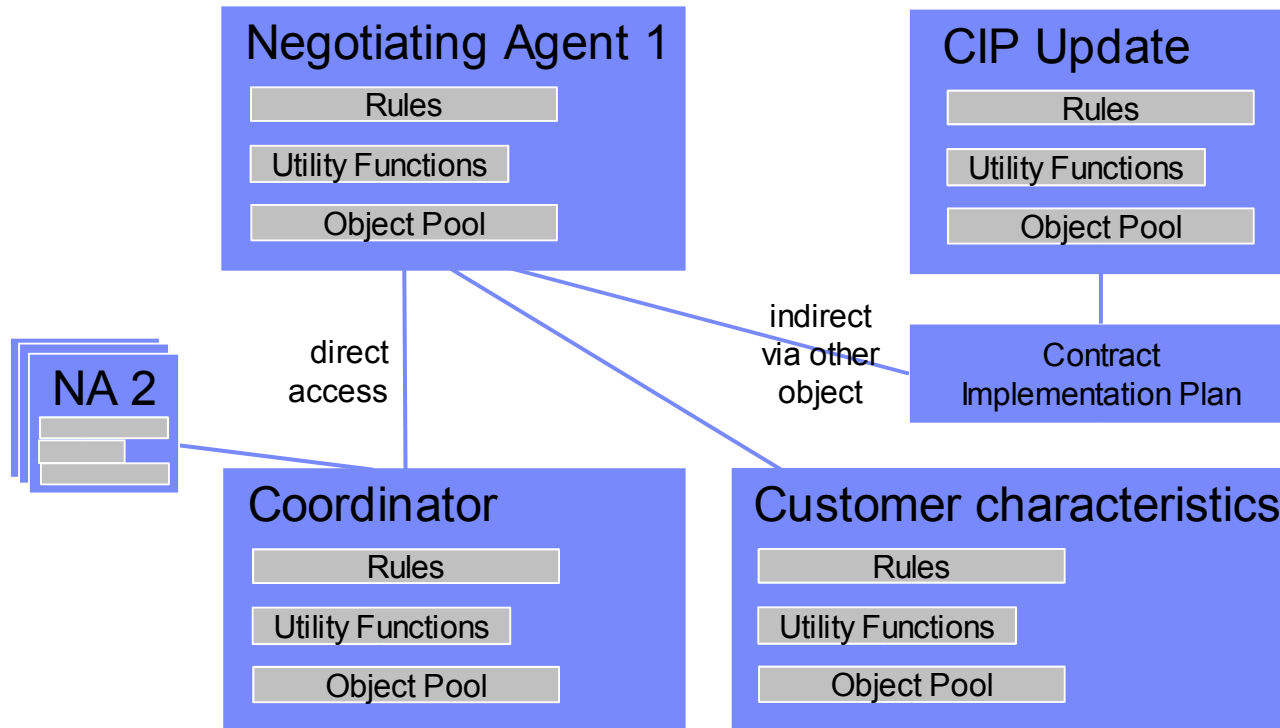 Negotiating Agent 1
Rules
Utility Functions
Object Pool
CIP Update
Rules
Utility Functions
Object Pool
direct
access
indirect
via other
object
Contract
Implementation Plan
NA 2
Coordinator
Rules
Utility Functions
Object Pool
Customer characteristics
Rules
Utility Functions
Object Pool